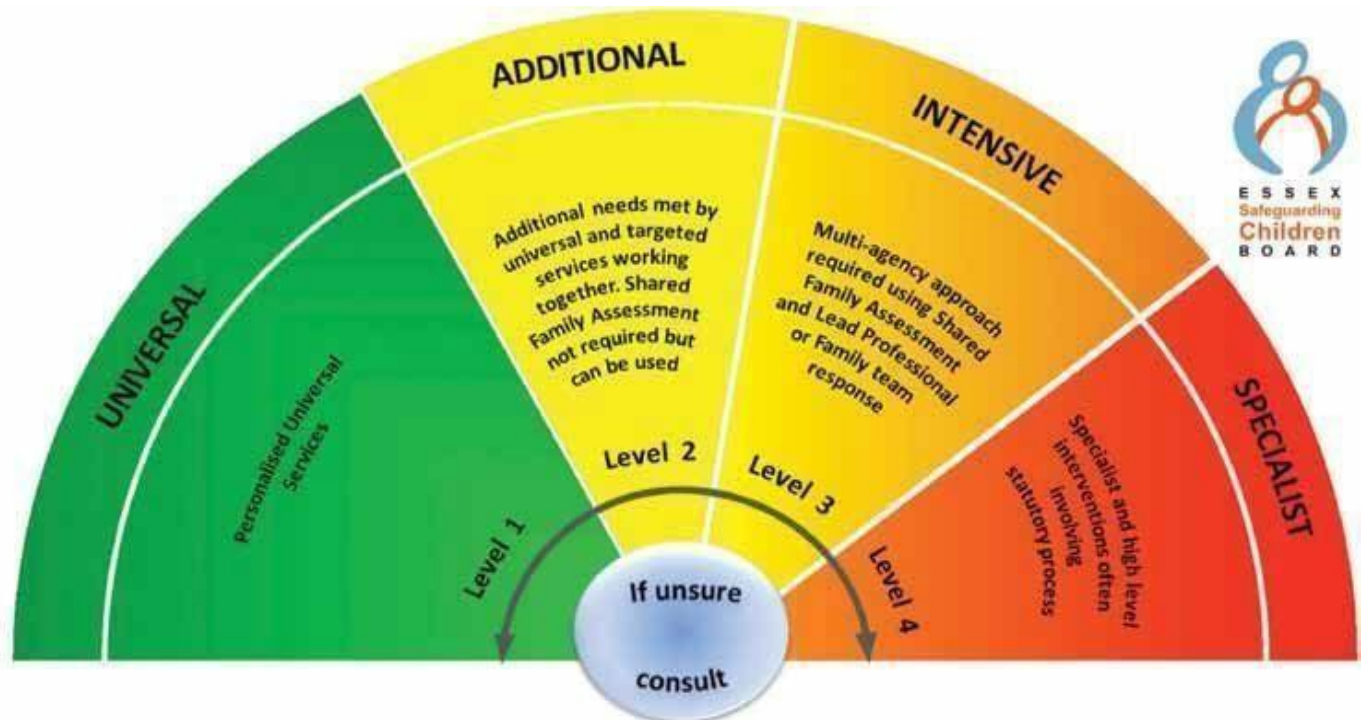 UNIVERSAL
Personalised Universal
Services
Level 1
ADDITIONAL
Additional needs met by
universal and targeted
services working
together. Shared
Family Assessment
not required but
can be used
Level 2
INTENSIVE
Multi-agency approach
required using Shared
Family Assessment
and Lead Professional
or Family team
response
Level 3
SPECIALIST
Specialist and high level
interventions often
involving
statutory process
Level 4
If unsure
consult
ESSEX
Safeguarding
Children
BOARD